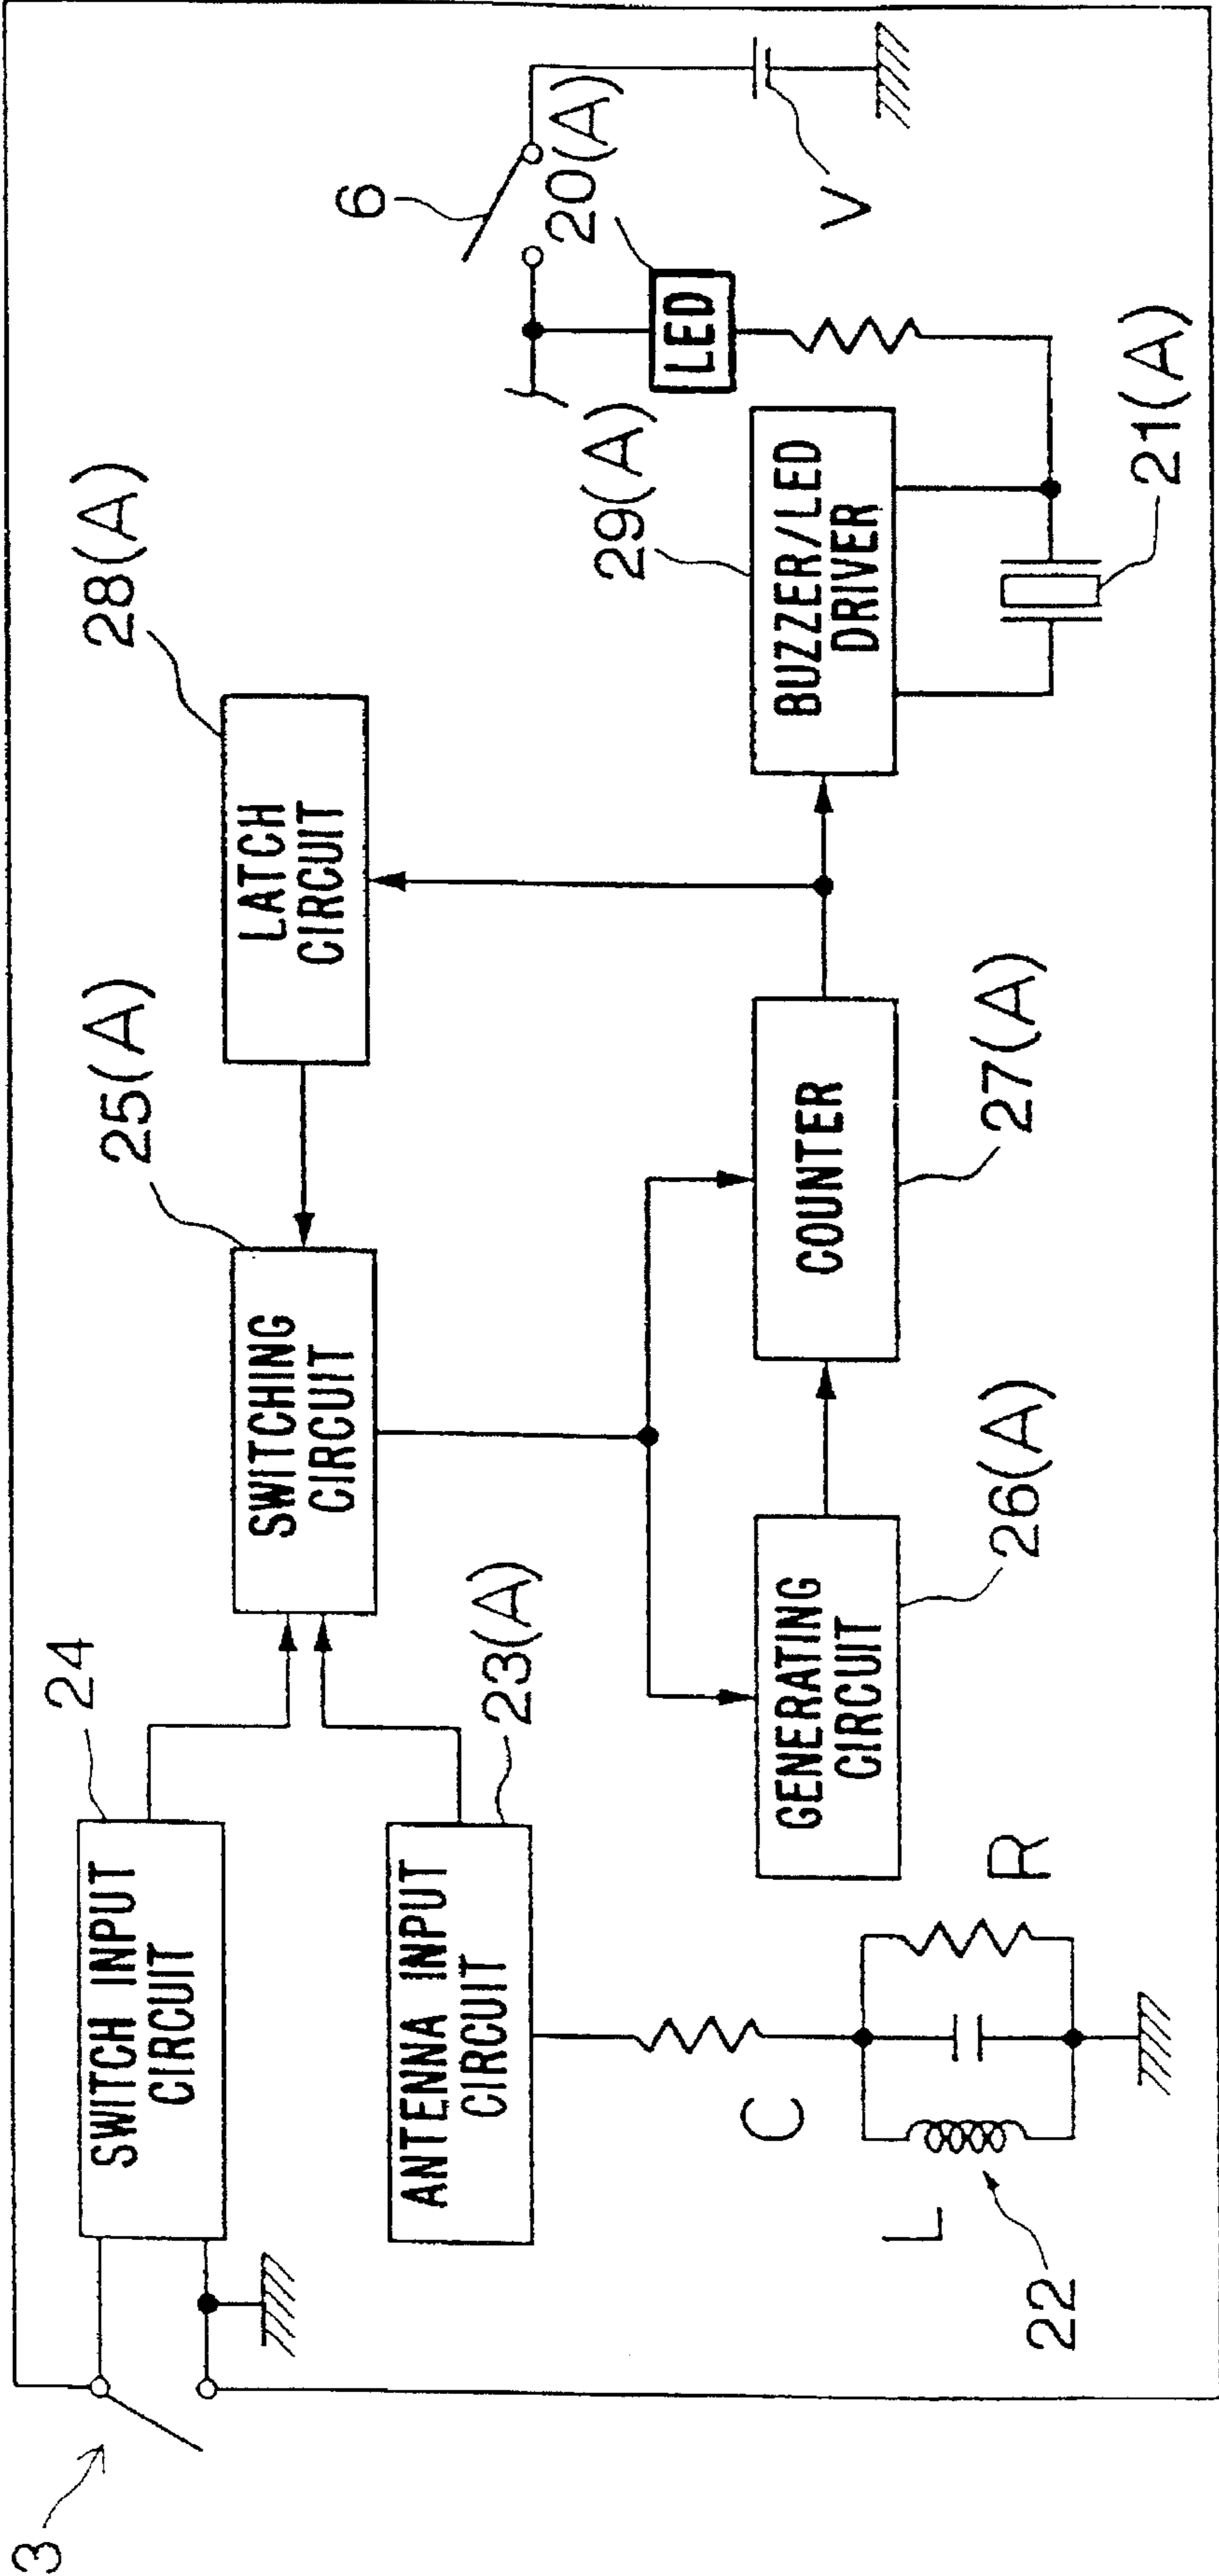 3
24
SWITCH INPUT
CIRCUIT
25(A)
SWITCHING
CIRCUIT
28(A)
LATCH
CIRCUIT
ANTENNA INPUT
CIRCUIT
23(A)
6
20(A)
LED
V
29(A)
BUZZER/LED
DRIVER
21(A)
GENERATING
CIRCUIT
26(A)
COUNTER
27(A)
C
L
R
22